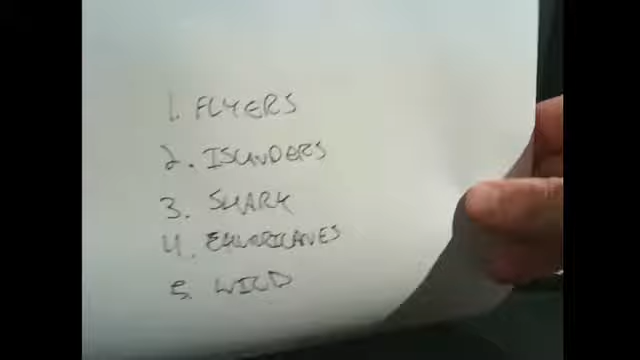 1. FLYERS
2. ISLANDERS
3. SHARK
4. HURRICANES
5. WILD